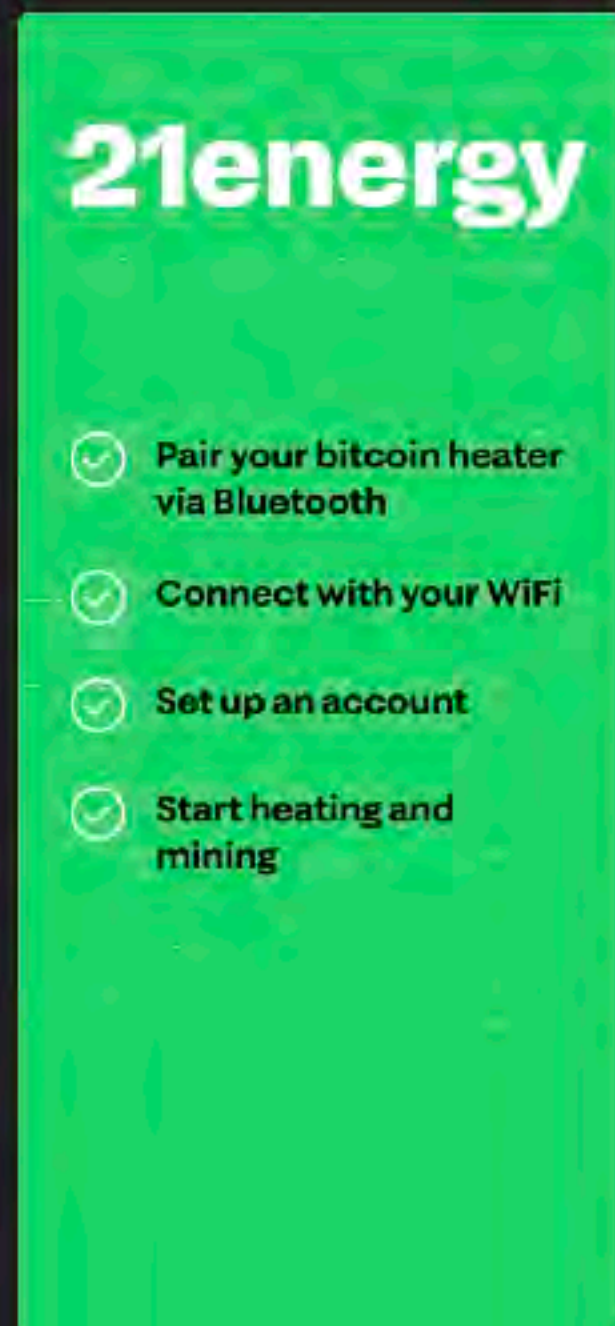 21energy
Pair your bitcoin heater
via Bluetooth
Connect with your WiFi
Set up an account
Start heating and
mining